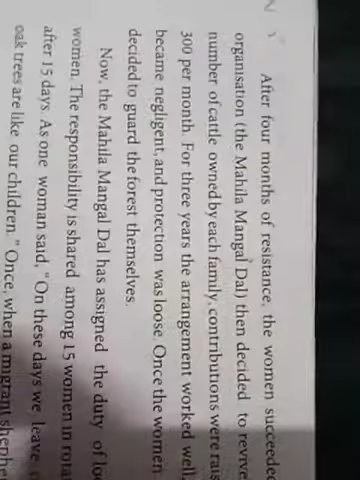 After four months of resistance, the women succeeded
organisation (the Mahila Mangal Dal) then decided to revive
number of cattle owned by each family, contributions were
300 per month. For three years the arrangement worked well,
became negligent, and protection was loose. Once the women
decided to guard the forest themselves.
Now, the Mahila Mangal Dal has assigned the duty of
women. The responsibility is shared among 15 women in
after 15 days. As one woman said, "On these days we leave
oak trees are like our children." Once, when a migrant